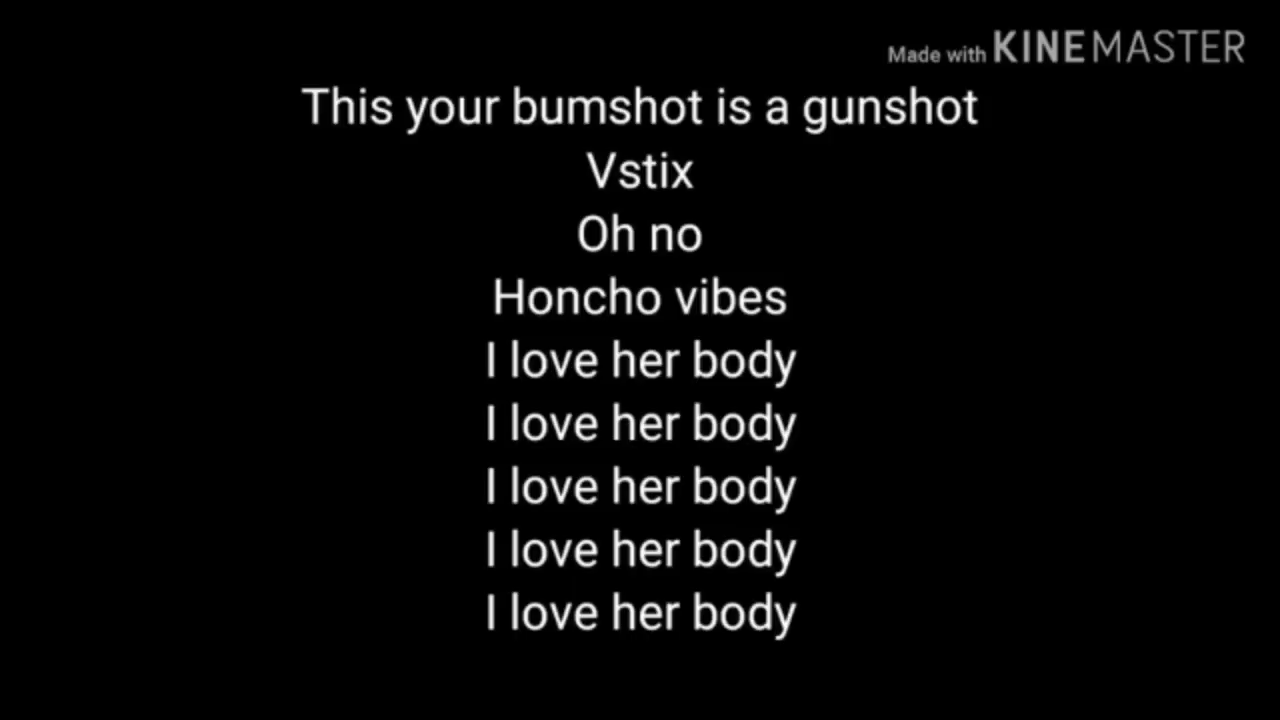 Made with KINEMASTER
This your bumshot is a gunshot
Vstix
Oh no
Honcho vibes
I love her body
I love her body
I love her body
I love her body
I love her body